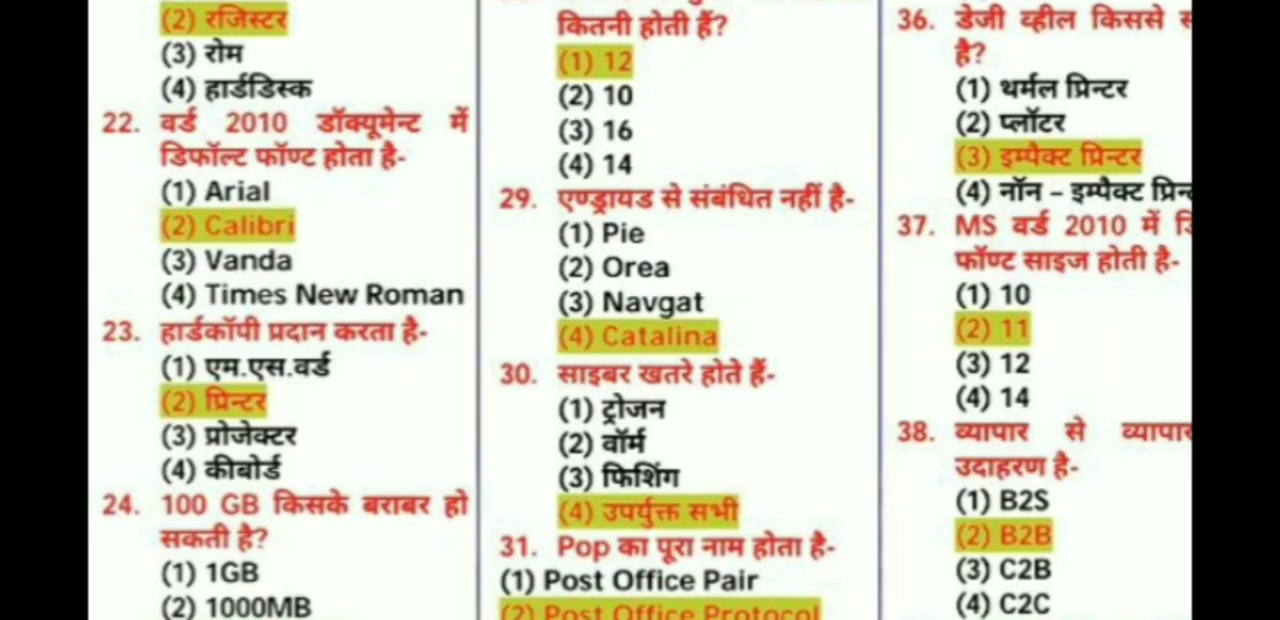 (2) रजिस्टर
(3) रोम
(4) हार्डडिस्क
22. वर्ड 2010 डॉक्यूमेन्ट में
डिफॉल्ट फॉण्ट होता है-
(1) Arial
(2) Calibri
(3) Vanda
(4) Times New Roman
23. हार्डकॉपी प्रदान करता है-
(1) एम.एस.वर्ड
(2) प्रिन्टर
(3) प्रोजेक्टर
(4) कीबोर्ड
24. 100 GB किसके बराबर हो
सकती है?
(1) 1GB
(2) 1000MB
कितनी होती हैं?
(1) 12
(2) 10
(3) 16
(4) 14
29. एण्ड्रायड से संबंधित नहीं है-
(1) Pie
(2) Orea
(3) Navgat
(4) Catalina
30. साइबर खतरे होते हैं-
(1) ट्रोजन
(2) वॉर्म
(3) फिशिंग
(4) उपर्युक्त सभी
31. Pop का पूरा नाम होता है-
(1) Post Office Pair
(2) Post Office Protocol
36. डेजी व्हील किससे
है?
(1) थर्मल प्रिन्टर
(2) प्लॉटर
(3) इम्पैक्ट प्रिन्टर
(4) नॉन – इम्पैक्ट
37. MS वर्ड 2010 में
फॉण्ट साइज होती है-
(1) 10
(2) 11
(3) 12
(4) 14
38. व्यापार से व्यापार
उदाहरण है-
(1) B2S
(2) B2B
(3) C2B
(4) C2C